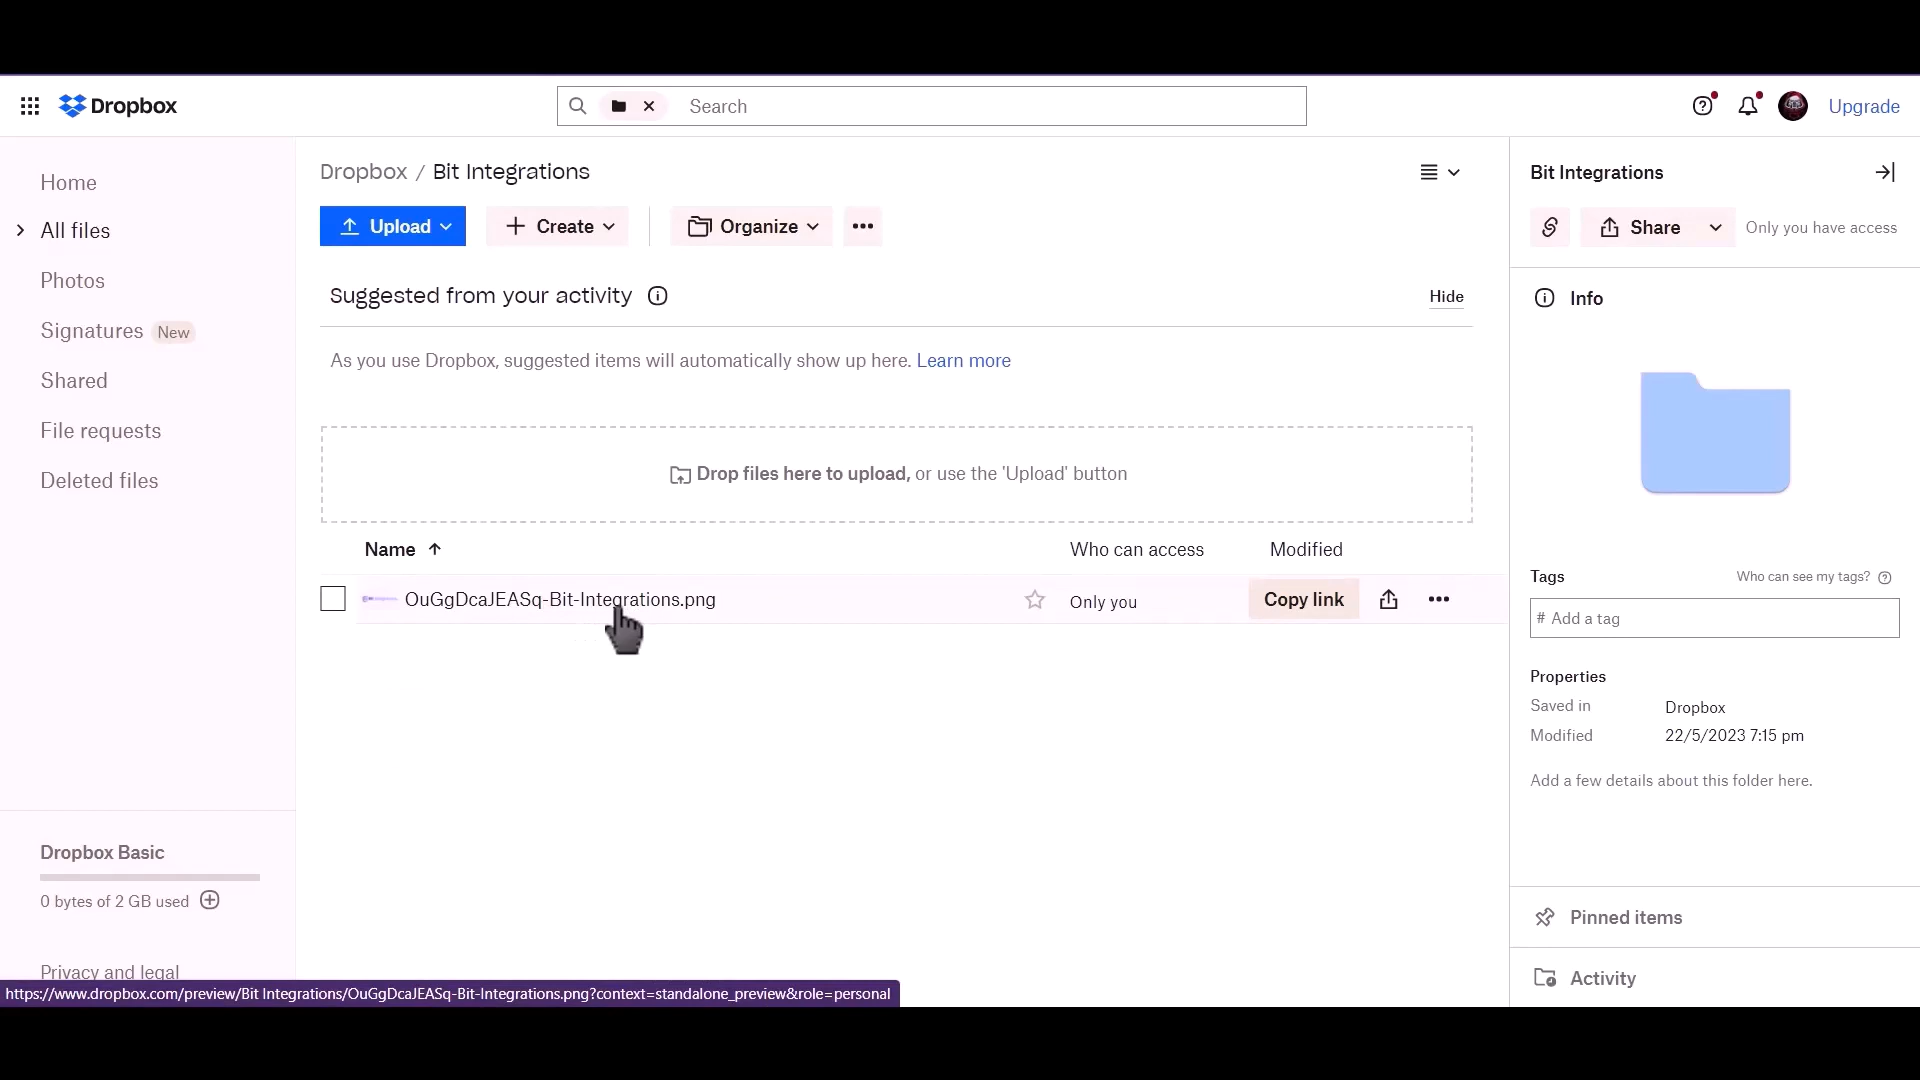 Dropbox
Search
Upgrade
Home
All files
Photos
Signatures New
Shared
File requests
Deleted files
Dropbox Basic
0 bytes of 2 GB used
Privacy and legal
https://www.dropbox.com/preview/Bit Integrations/OuGgDcaJEASq-Bit-Integrations.png?context=standalone_preview&role=personal
Dropbox / Bit Integrations
Upload
Create
Organize
Suggested from your activity
Hide
As you use Dropbox, suggested items will automatically show up here. Learn more
Drop files here to upload, or use the 'Upload' button
Name Who can access Modified
OuGgDcaJEASq-Bit-Integrations.png Only you Copy link
Bit Integrations
Share Only you have access
Info
Tags Who can see my tags?
# Add a tag
Properties
Saved in Dropbox
Modified 22/5/2023 7:15 pm
Add a few details about this folder here.
Pinned items
Activity